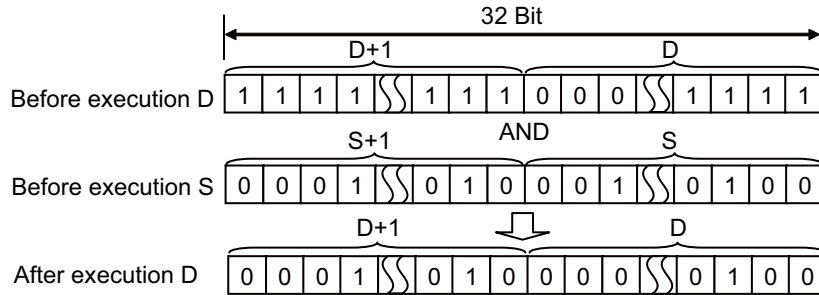 32 Bit
D+1 D
Before execution D 1 1 1 1 1 1 1 0 0 0 1 1 1 1
AND
S+1 S
Before execution S 0 0 0 1 0 1 0 0 0 1 0 1 0 0
D+1 D
After execution D 0 0 0 1 0 1 0 0 0 0 0 1 0 0